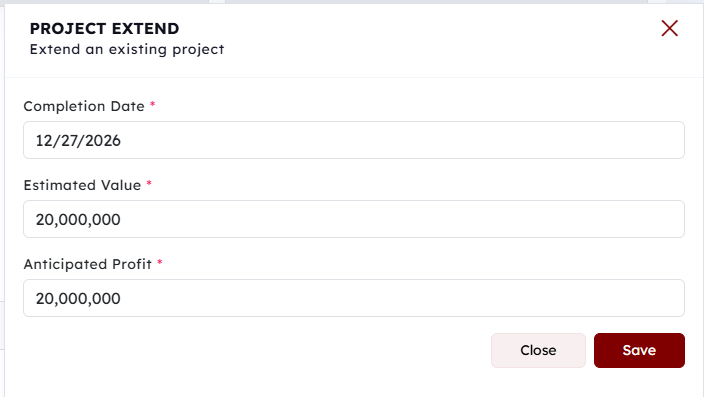 PROJECT EXTEND
Extend an existing project
Completion Date *
12/27/2026
Estimated Value *
20,000,000
Anticipated Profit *
20,000,000
Close Save